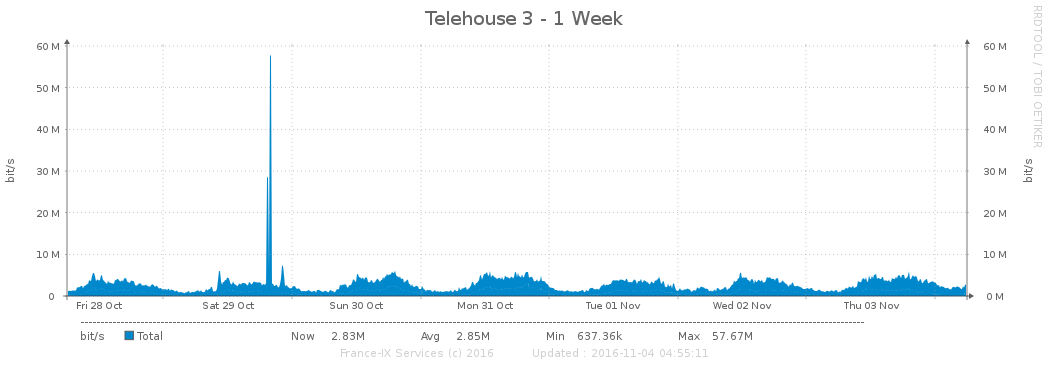 Telehouse 3 - 1 Week
RRDTOOL / TOBI OETIKER
60 M 60 M
50 M 50 M
40 M 40 M
30 M 30 M
20 M 20 M
10 M 10 M
0 0 M
bit/s bit/s
Fri 28 Oct Sat 29 Oct Sun 30 Oct Mon 31 Oct Tue 01 Nov Wed 02 Nov Thu 03 Nov
bit/s Total Now 2.83M Avg 2.85M Min 637.36k Max 57.67M
France-IX Services (c) 2016 Updated : 2016-11-04 04:55:11